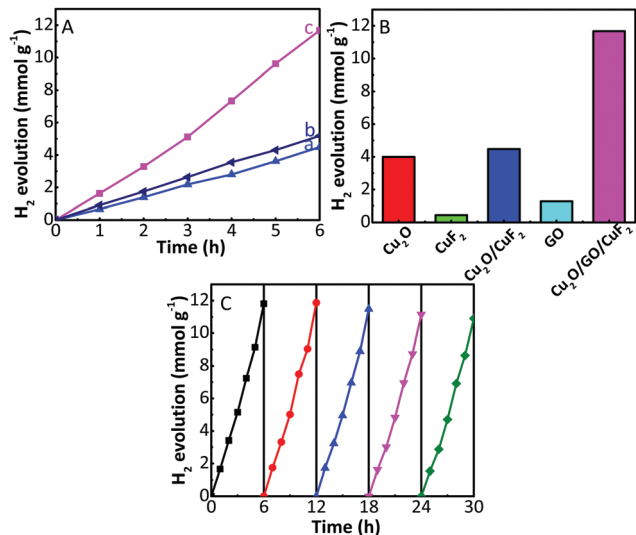 A
H2 evolution (mmol g-1)
12
10
8
6
4
2
0
0 1 2 3 4 5 6
Time (h)
c
b
a
B
H2 evolution (mmol g-1)
12
10
8
6
4
2
0
Cu2O
CuF2
Cu2O/CuF2
GO
Cu2O/GO/CuF2
C
H2 evolution (mmol g-1)
12
10
8
6
4
2
0
0 6 12 18 24 30
Time (h)